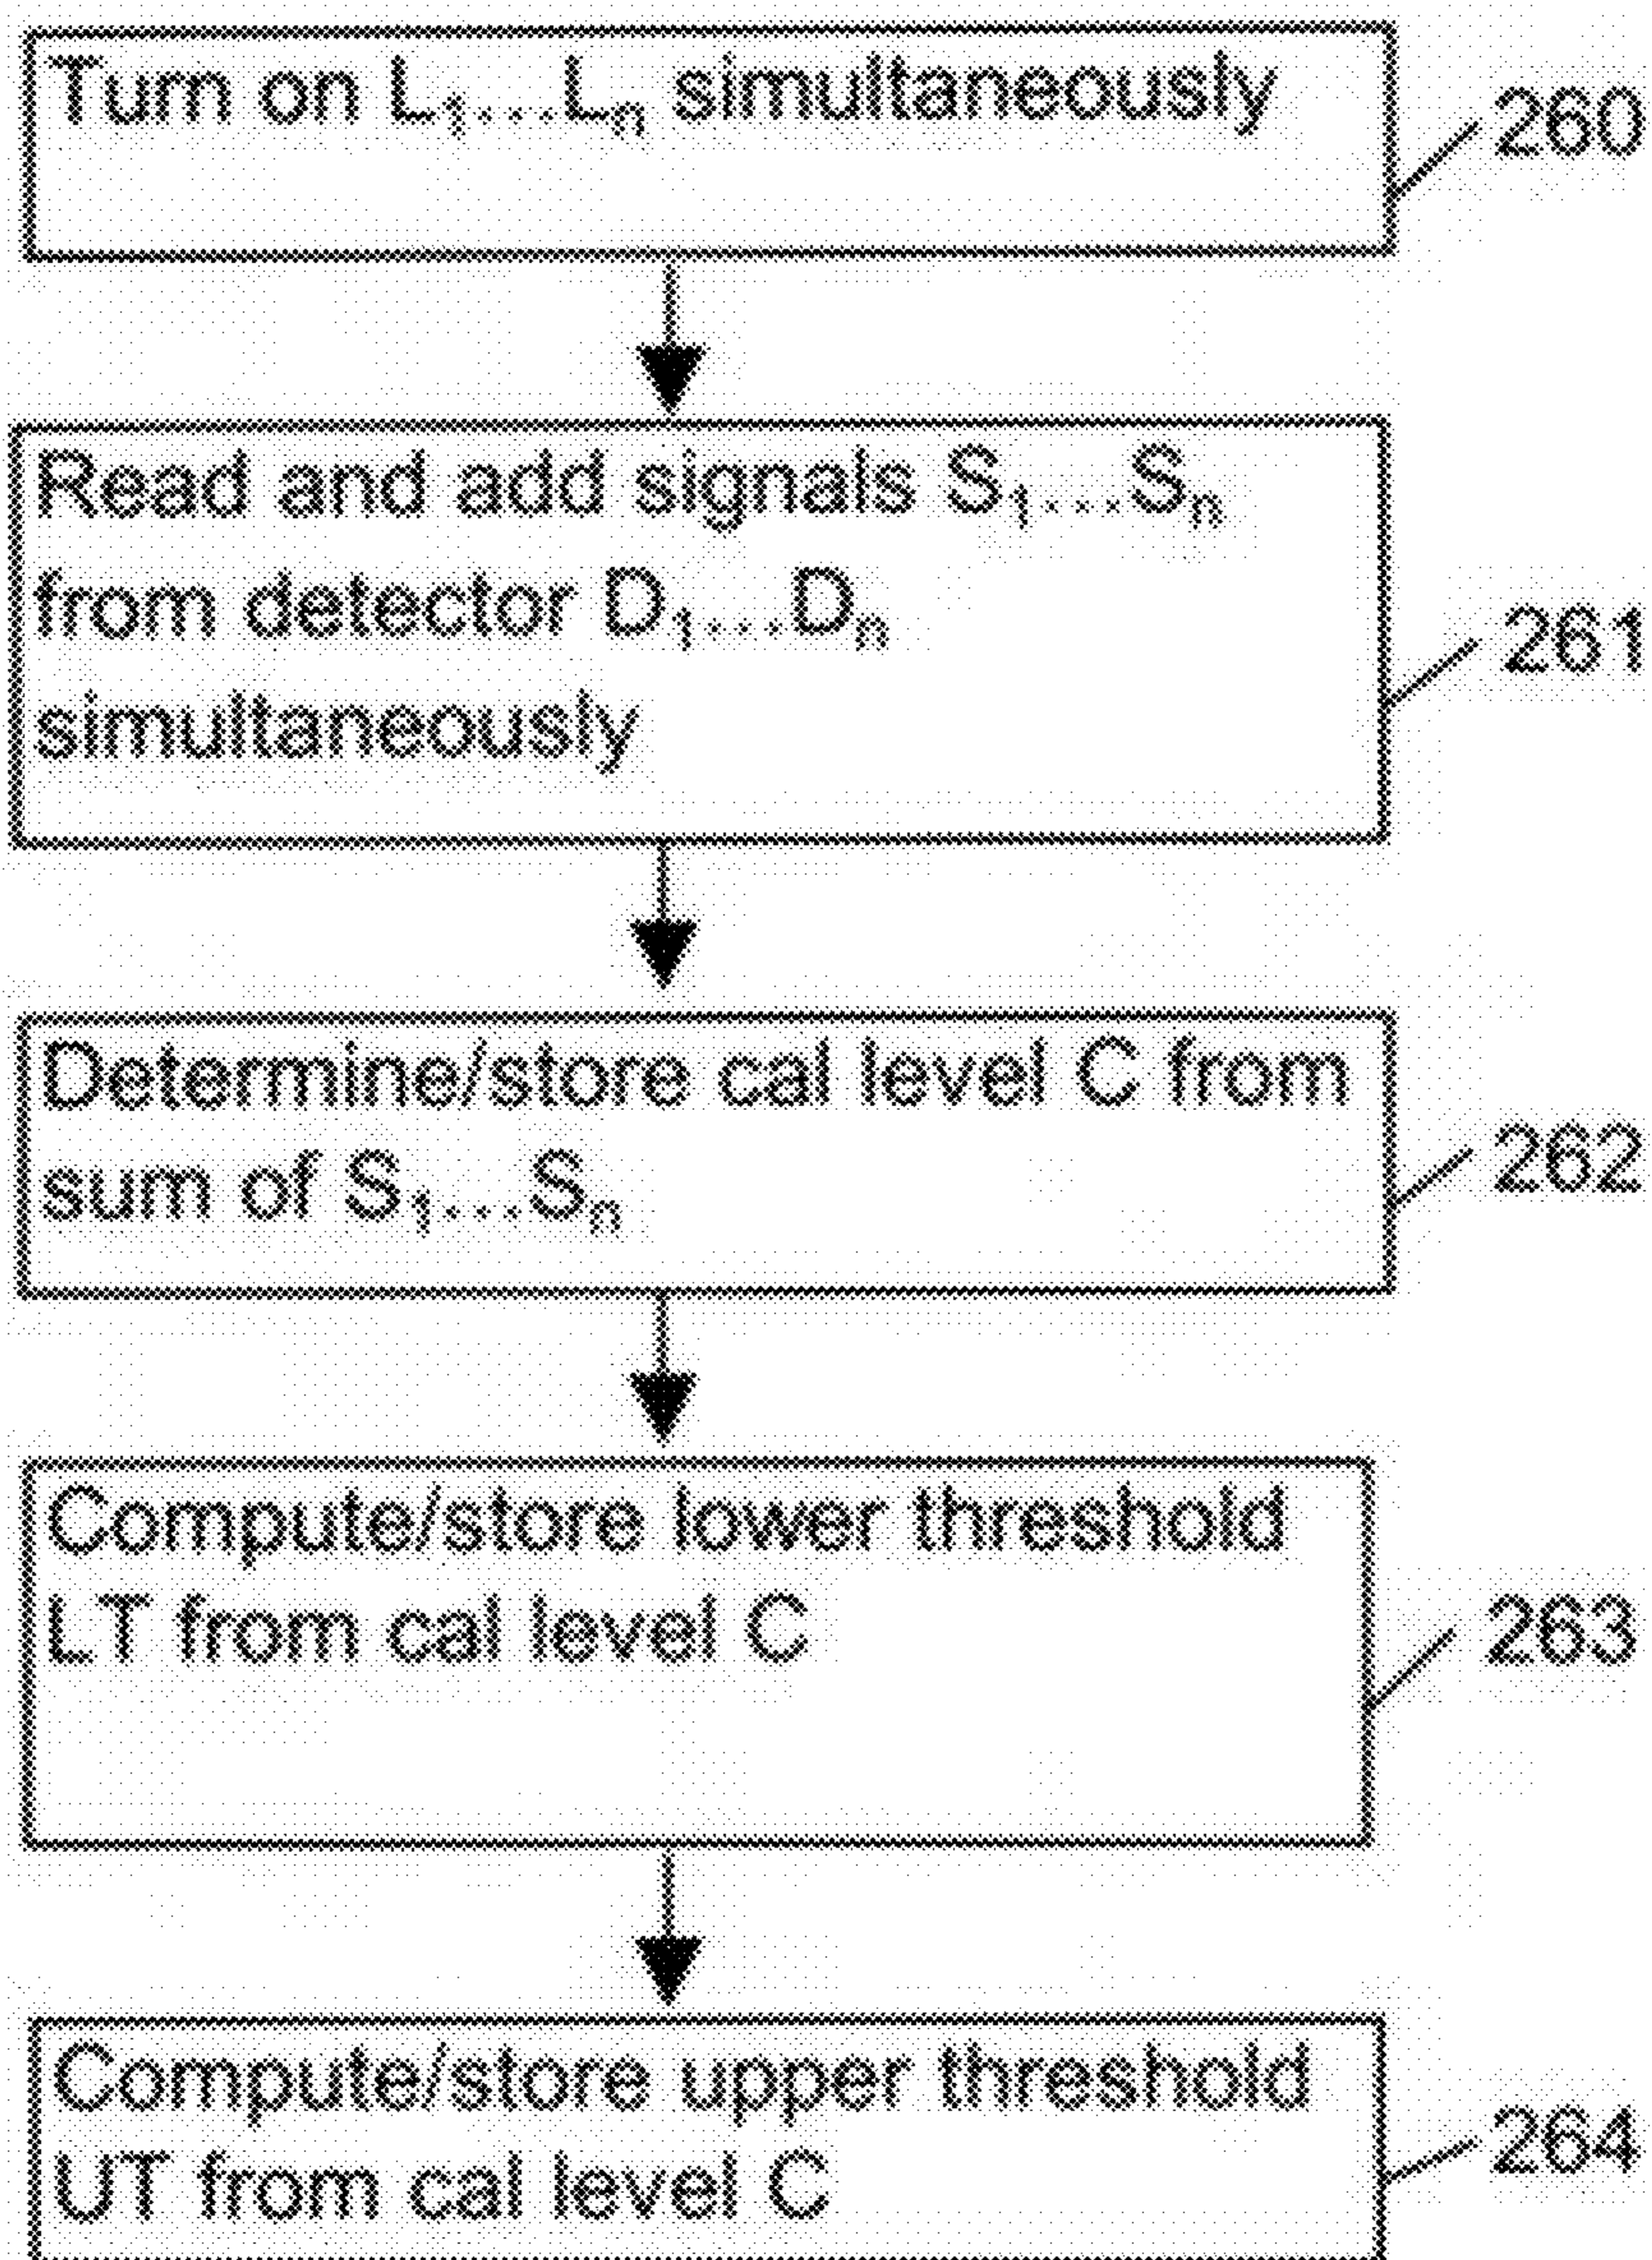 Turn on L₁...Lₙ simultaneously
260
Read and add signals S₁...Sₙ
from detector D₁...Dₙ
simultaneously
261
Determine/store cal level C from
sum of S₁...Sₙ
262
Compute/store lower threshold
LT from cal level C
263
Compute/store upper threshold
UT from cal level C
264